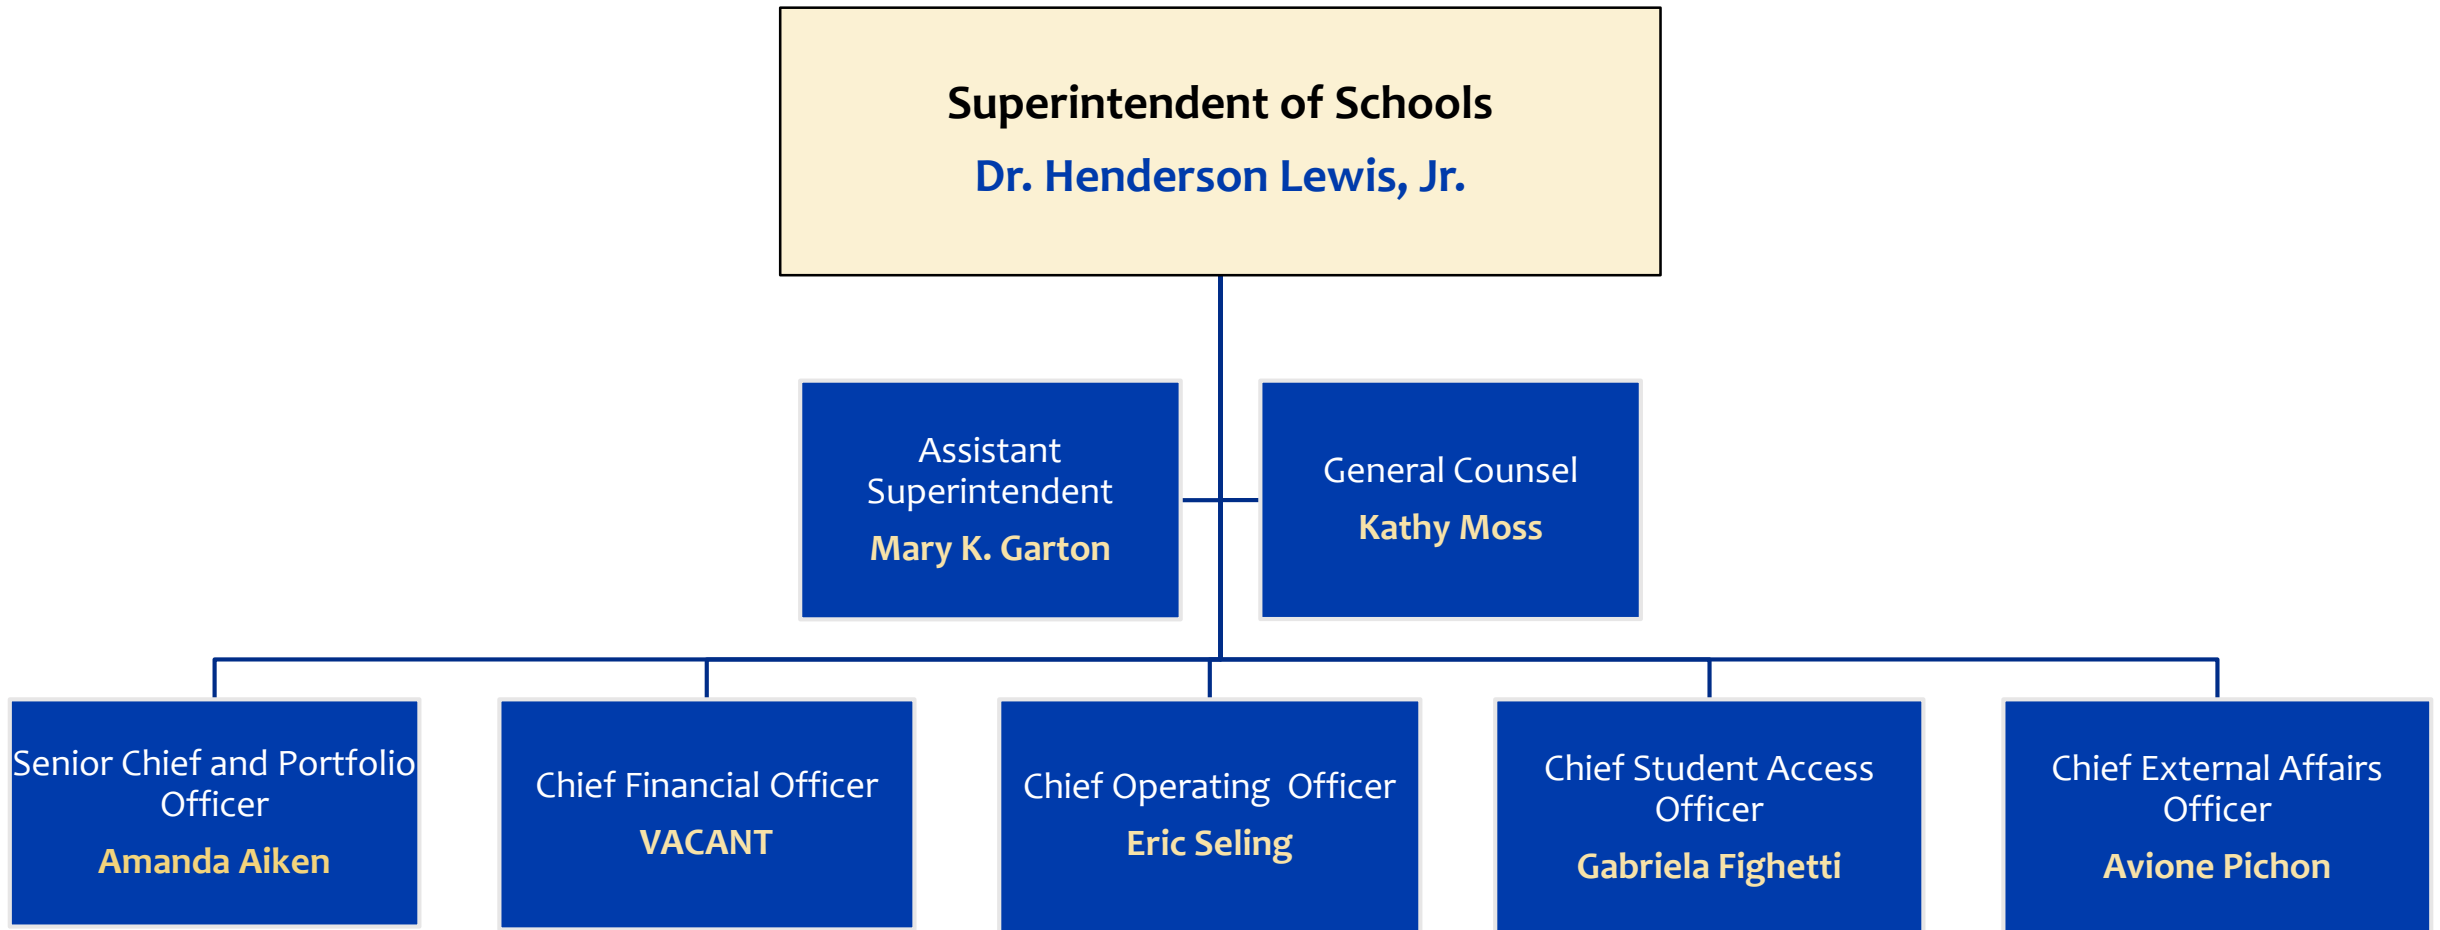 Superintendent of Schools
Dr. Henderson Lewis, Jr.
Assistant
Superintendent
Mary K. Garton
General Counsel
Kathy Moss
Senior Chief and Portfolio
Officer
Amanda Aiken
Chief Financial Officer
VACANT
Chief Operating  Officer
Eric Seling
Chief Student Access
Officer
Gabriela Fighetti
Chief External Affairs
Officer
Avione Pichon